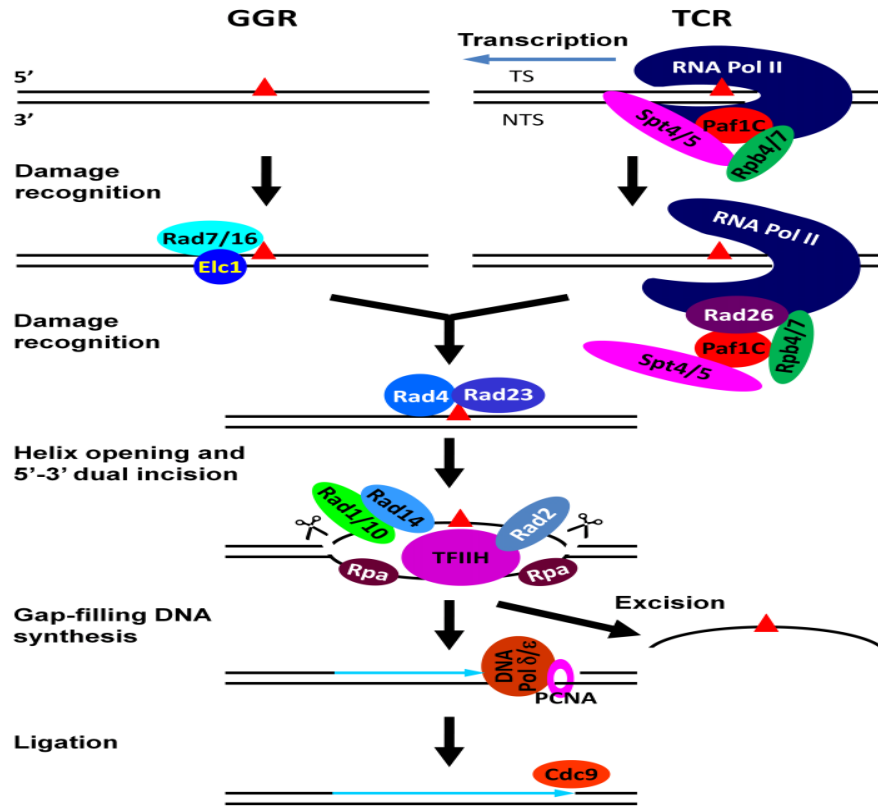 GGR
TCR
Transcription
5’
3’
TS
NTS
RNA Pol II
Paf1C
Spt4/5
Rpb4/7
Damage
recognition
Rad7/16
Elc1
RNA Pol II
Rad26
Paf1C
Rpb4/7
Spt4/5
Damage
recognition
Rad4
Rad23
Helix opening and
5’-3’ dual incision
Rad1/10
Rad14
Rad2
TFIIH
Rpa
Rpa
Excision
Gap-filling DNA
synthesis
DNA
Pol δ/ε
PCNA
Ligation
Cdc9